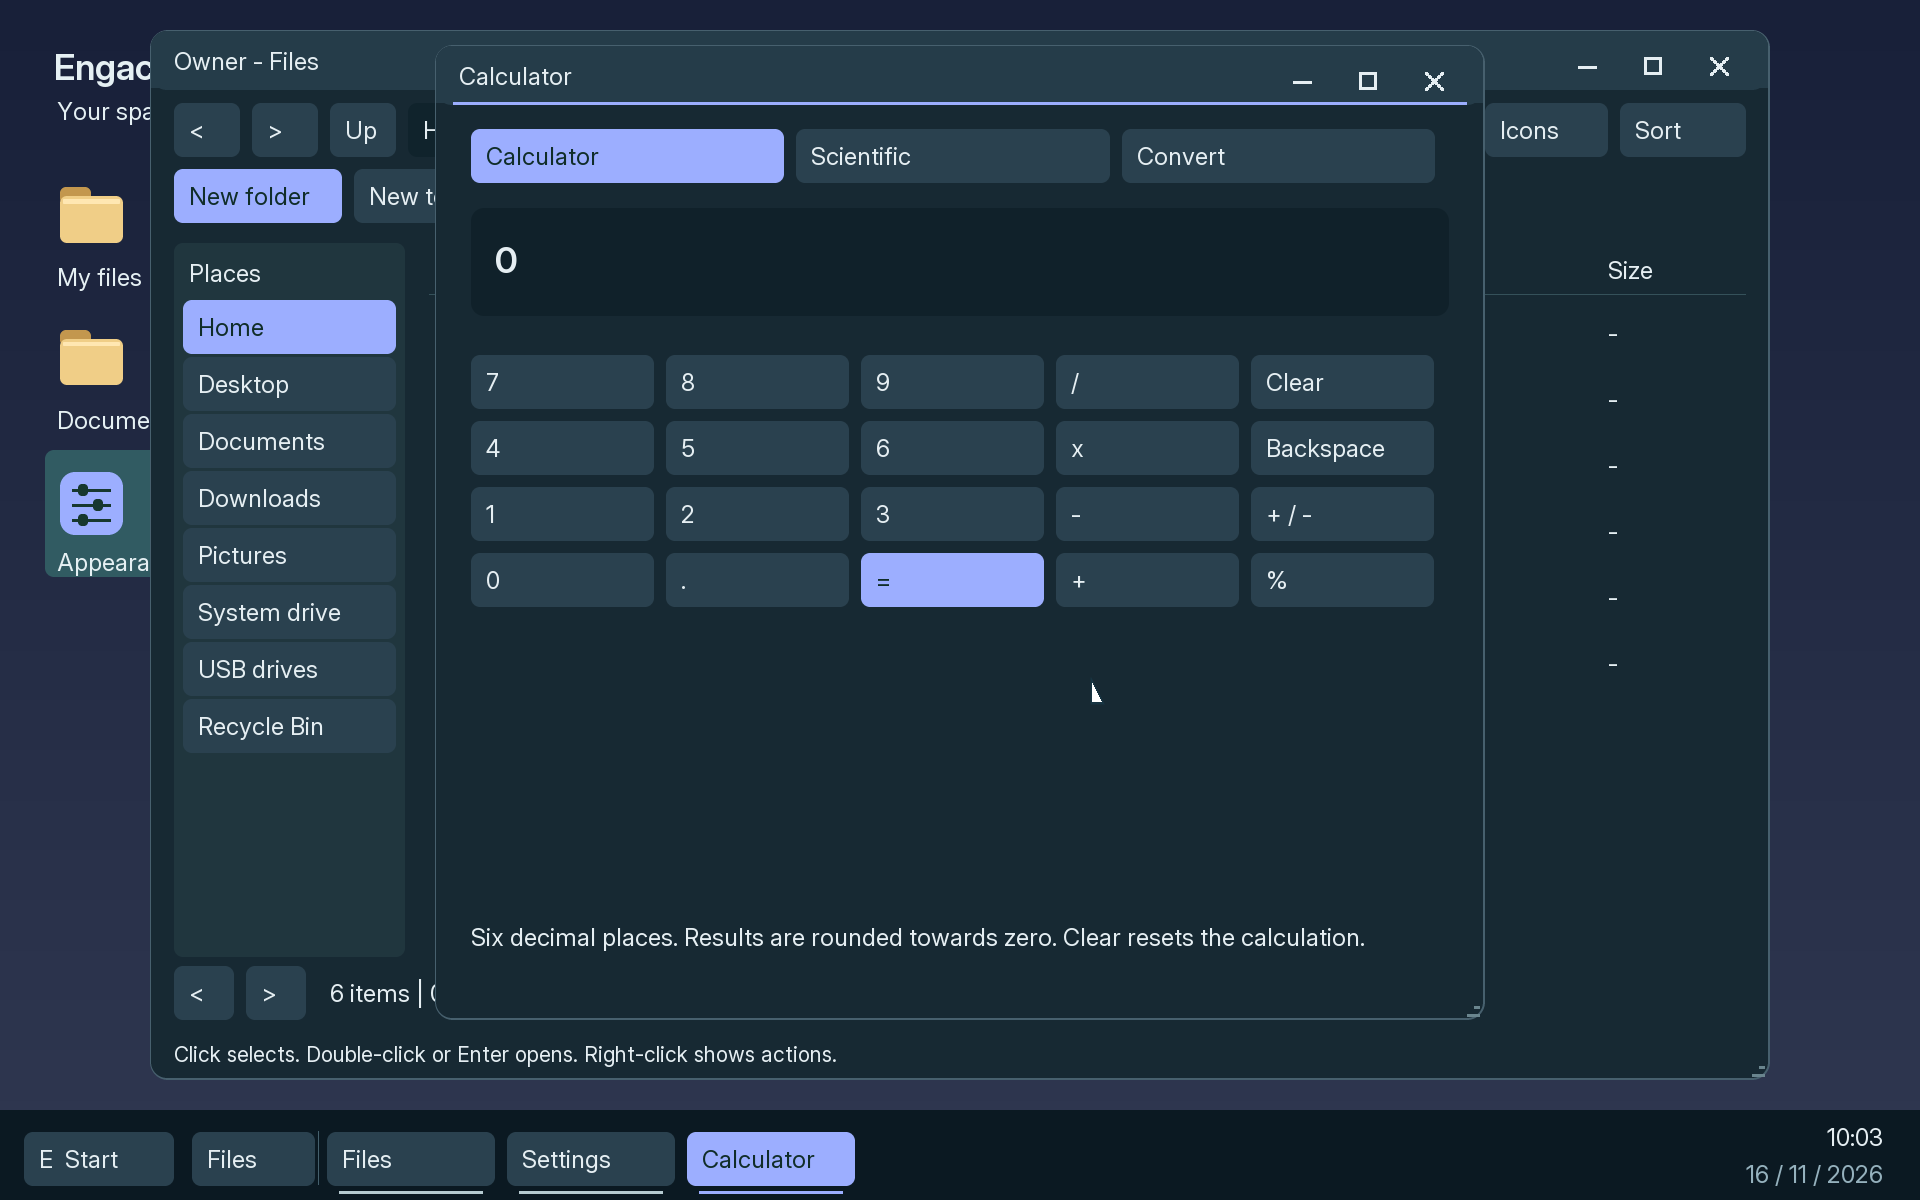 Your
Owner - Files
Calculator
<
>
Up
Icons
Sort
Calculator
Scientific
Convert
New folder
New
Places
0
Size
Home
Desktop
Documents
Downloads
Pictures
System drive
USB drives
Recycle Bin
My files
7
8
9
/
Clear
4
5
6
x
Backspace
1
2
3
-
+ / -
0
.
=
+
%
-
-
-
-
-
-
Six decimal places. Results are rounded towards zero. Clear resets the calculation.
<
>
6 items |
Click selects. Double-click or Enter opens. Right-click shows actions.
E Start
Files
Files
Settings
Calculator
10:03
16 / 11 / 2026